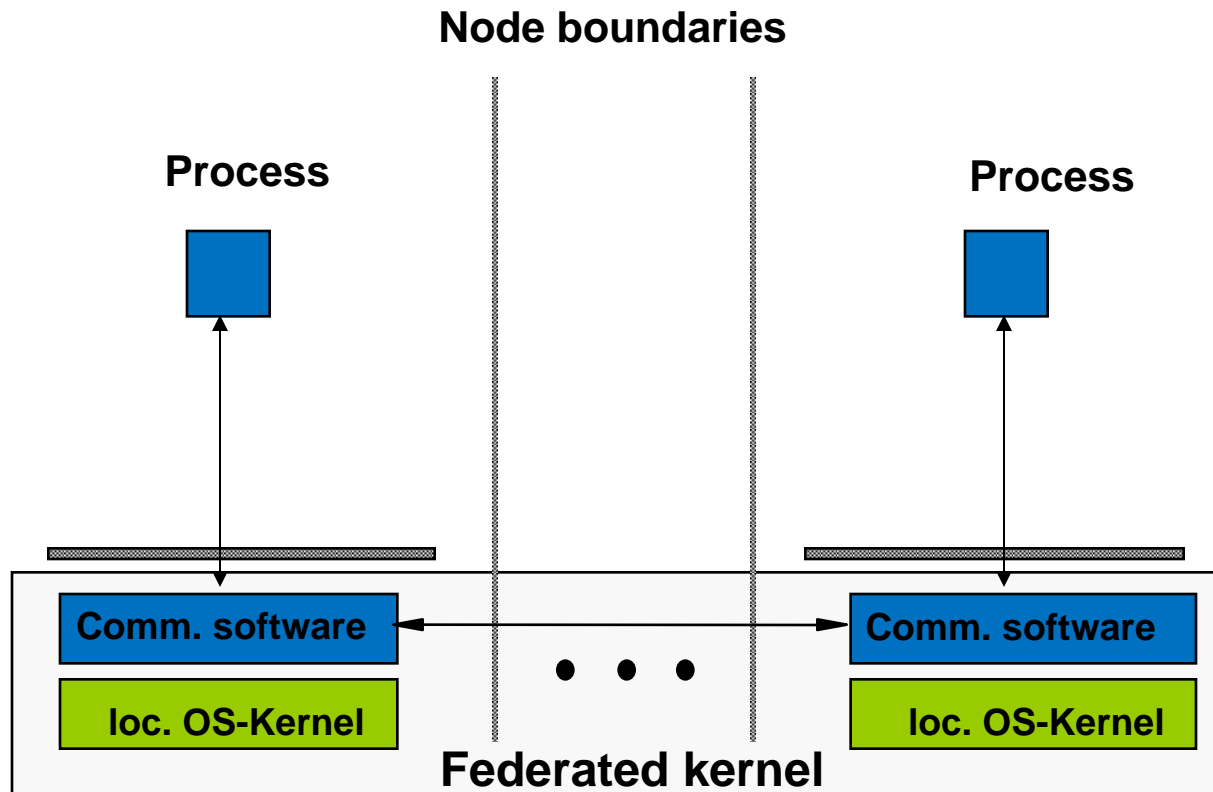 Node boundaries
Process
Process
Comm. software
Comm. software
loc. OS-Kernel
loc. OS-Kernel
Federated kernel